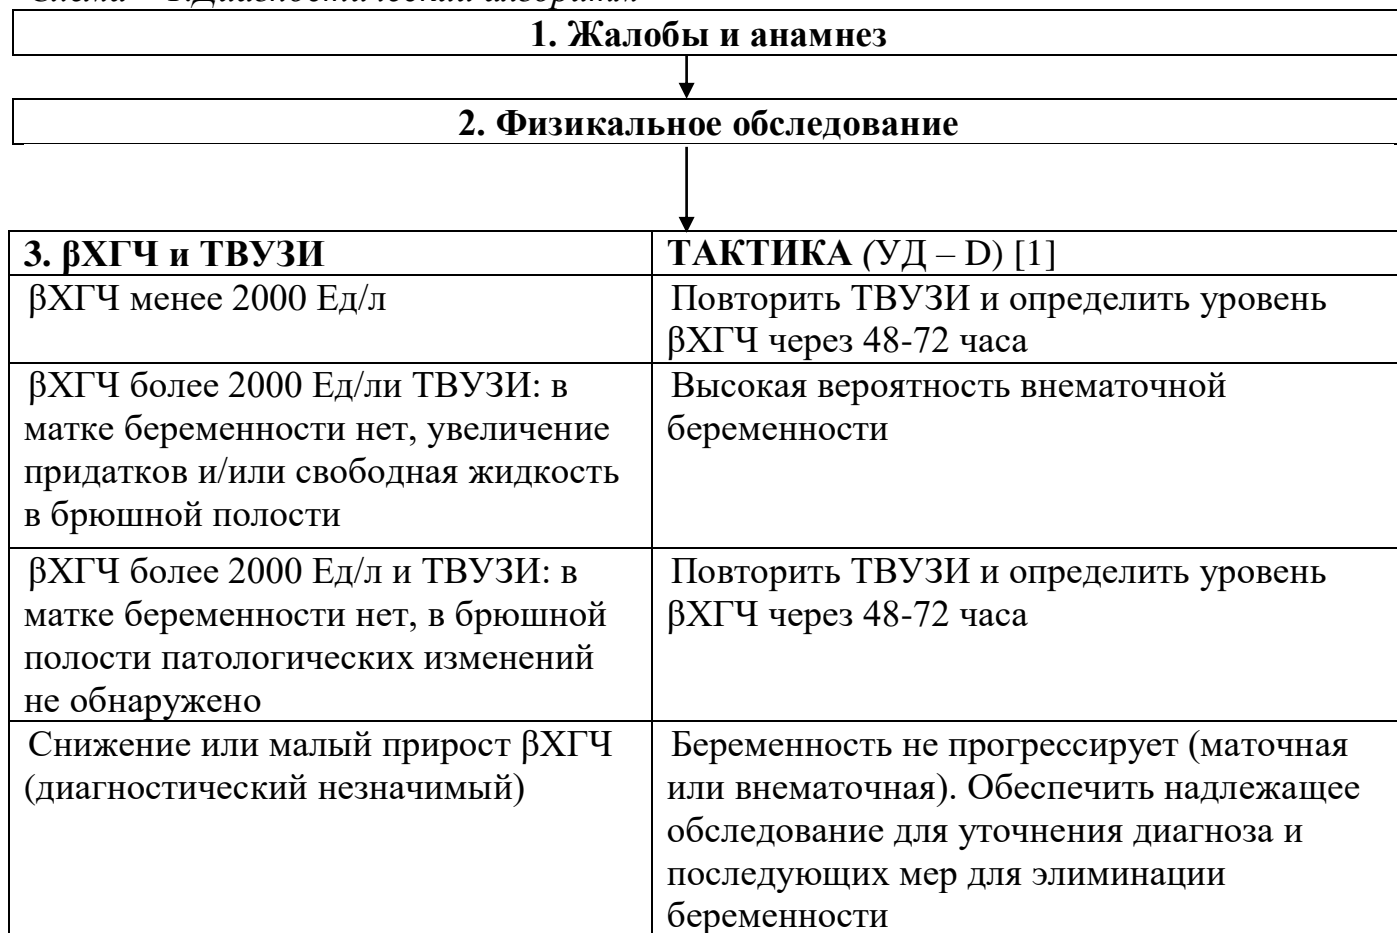 1. Жалобы и анамнез
2. Физикальное обследование
3. βХГЧ и ТВУЗИ
ТАКТИКА (УД – D) [1]
βХГЧ менее 2000 Ед/л
Повторить ТВУЗИ и определить уровень
βХГЧ через 48-72 часа
βХГЧ более 2000 Ед/ли ТВУЗИ: в
матке беременности нет, увеличение
придатков и/или свободная жидкость
в брюшной полости
Высокая вероятность внематочной
беременности
βХГЧ более 2000 Ед/л и ТВУЗИ: в
матке беременности нет, в брюшной
полости патологических изменений
не обнаружено
Повторить ТВУЗИ и определить уровень
βХГЧ через 48-72 часа
Снижение или малый прирост βХГЧ
(диагностический незначимый)
Беременность не прогрессирует (маточная
или внематочная). Обеспечить надлежащее
обследование для уточнения диагноза и
последующих мер для элиминации
беременности